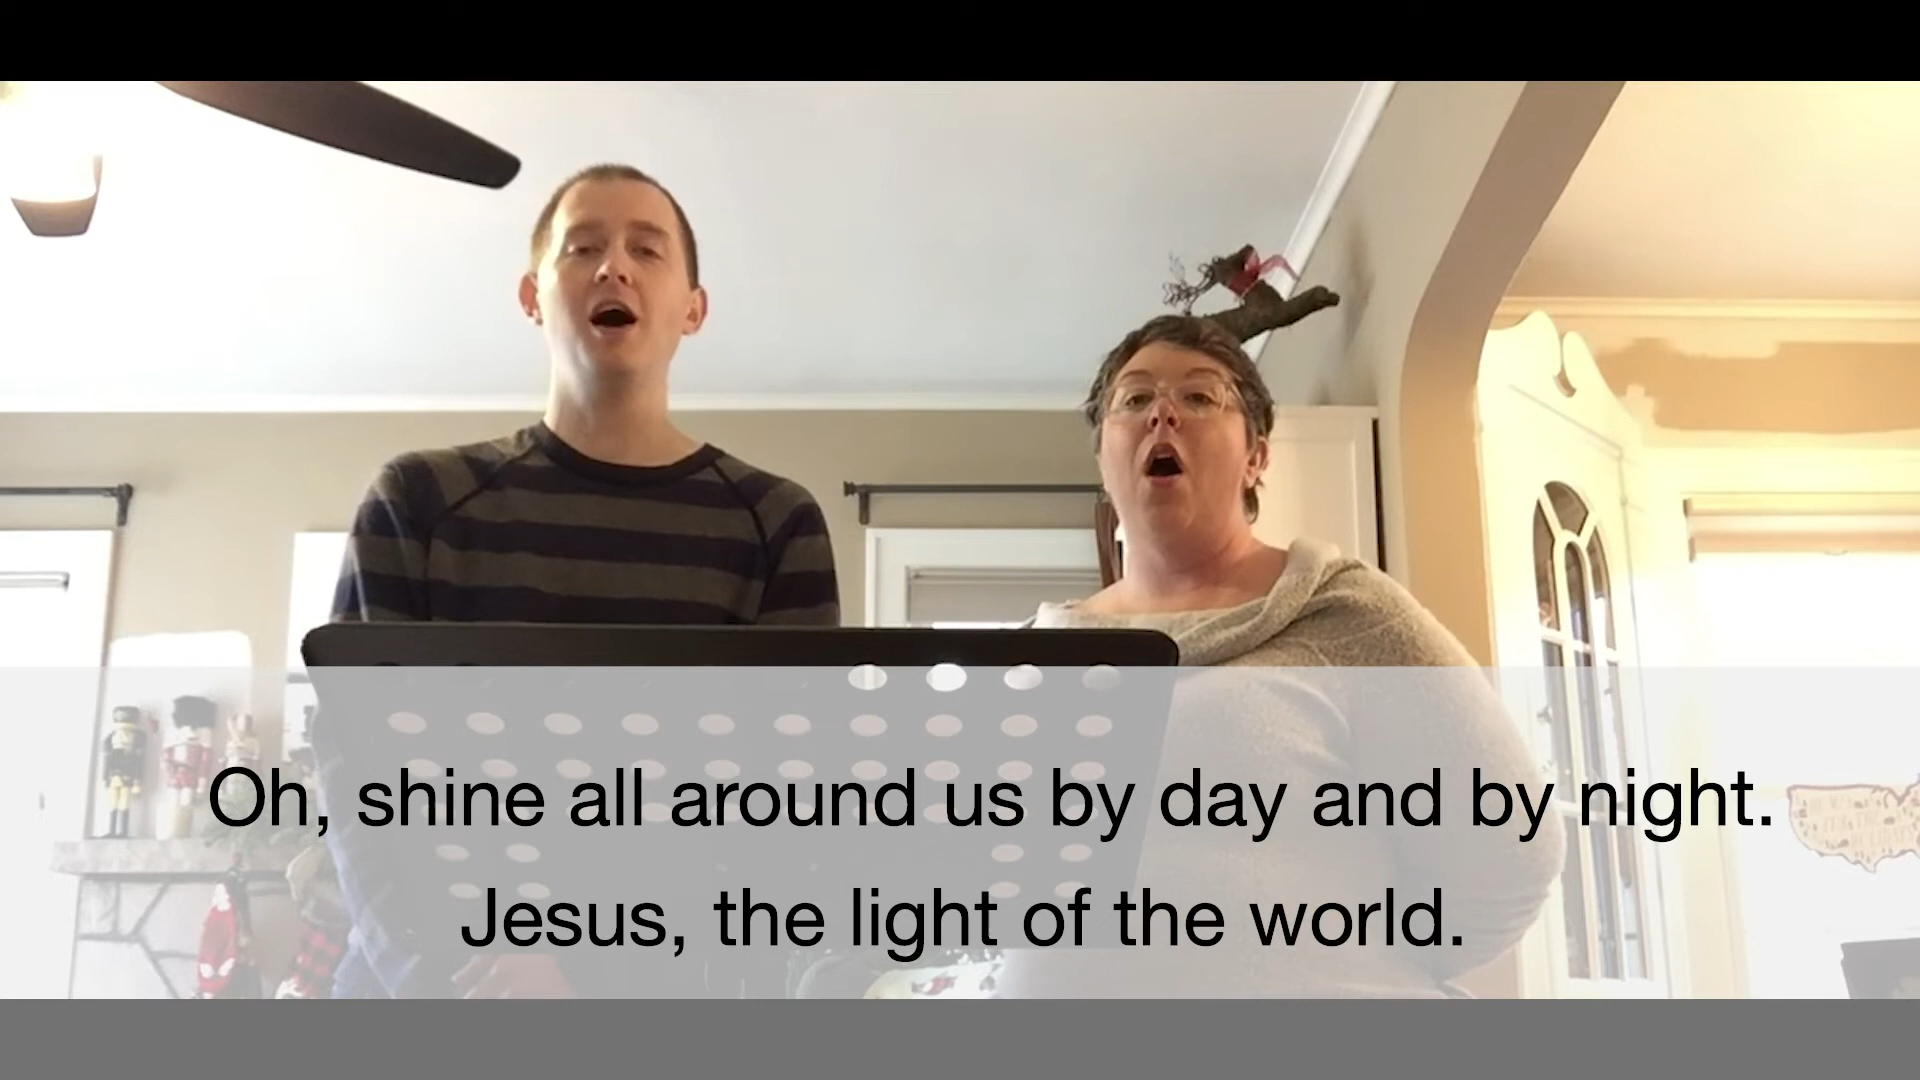 Oh, shine all around us by day and by night.
Jesus, the light of the world.